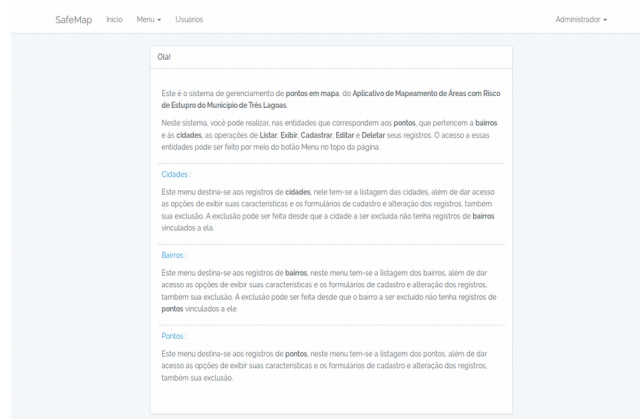 SafeMap Início Menu Usuários Administrador
Olá!
Este é o sistema de gerenciamento de pontos em mapa, do Aplicativo de Mapeamento de Áreas com Risco
de Estupro do Município de Três Lagoas.
Neste sistema, você pode realizar, nas entidades que correspondem aos pontos, que pertencem a bairros
e às cidades, as operações de Listar, Exibir, Cadastrar, Editar e Deletar seus registros. O acesso a essas
entidades pode ser feito por meio do botão Menu no topo da página.
Cidades :
Este menu destina-se aos registros de cidades, nele tem-se a listagem das cidades, além de dar acesso
as opções de exibir suas características e os formulários de cadastro e alteração dos registros, também
sua exclusão. A exclusão pode ser feita desde que a cidade a ser excluida não tenha registros de bairros
vinculados a ela.
Bairros :
Este menu destina-se aos registros de bairros, neste menu tem-se a listagem dos bairros, além de dar
acesso as opções de exibir suas características e os formulários de cadastro e alteração dos registros,
também sua exclusão. A exclusão pode ser feita desde que o bairro a ser excluido não tenha registros de
pontos vinculados a ele.
Pontos :
Este menu destina-se aos registros de pontos, neste menu tem-se a listagem dos pontos, além de dar
acesso as opções de exibir suas características e os formulários de cadastro e alteração dos registros,
também sua exclusão.